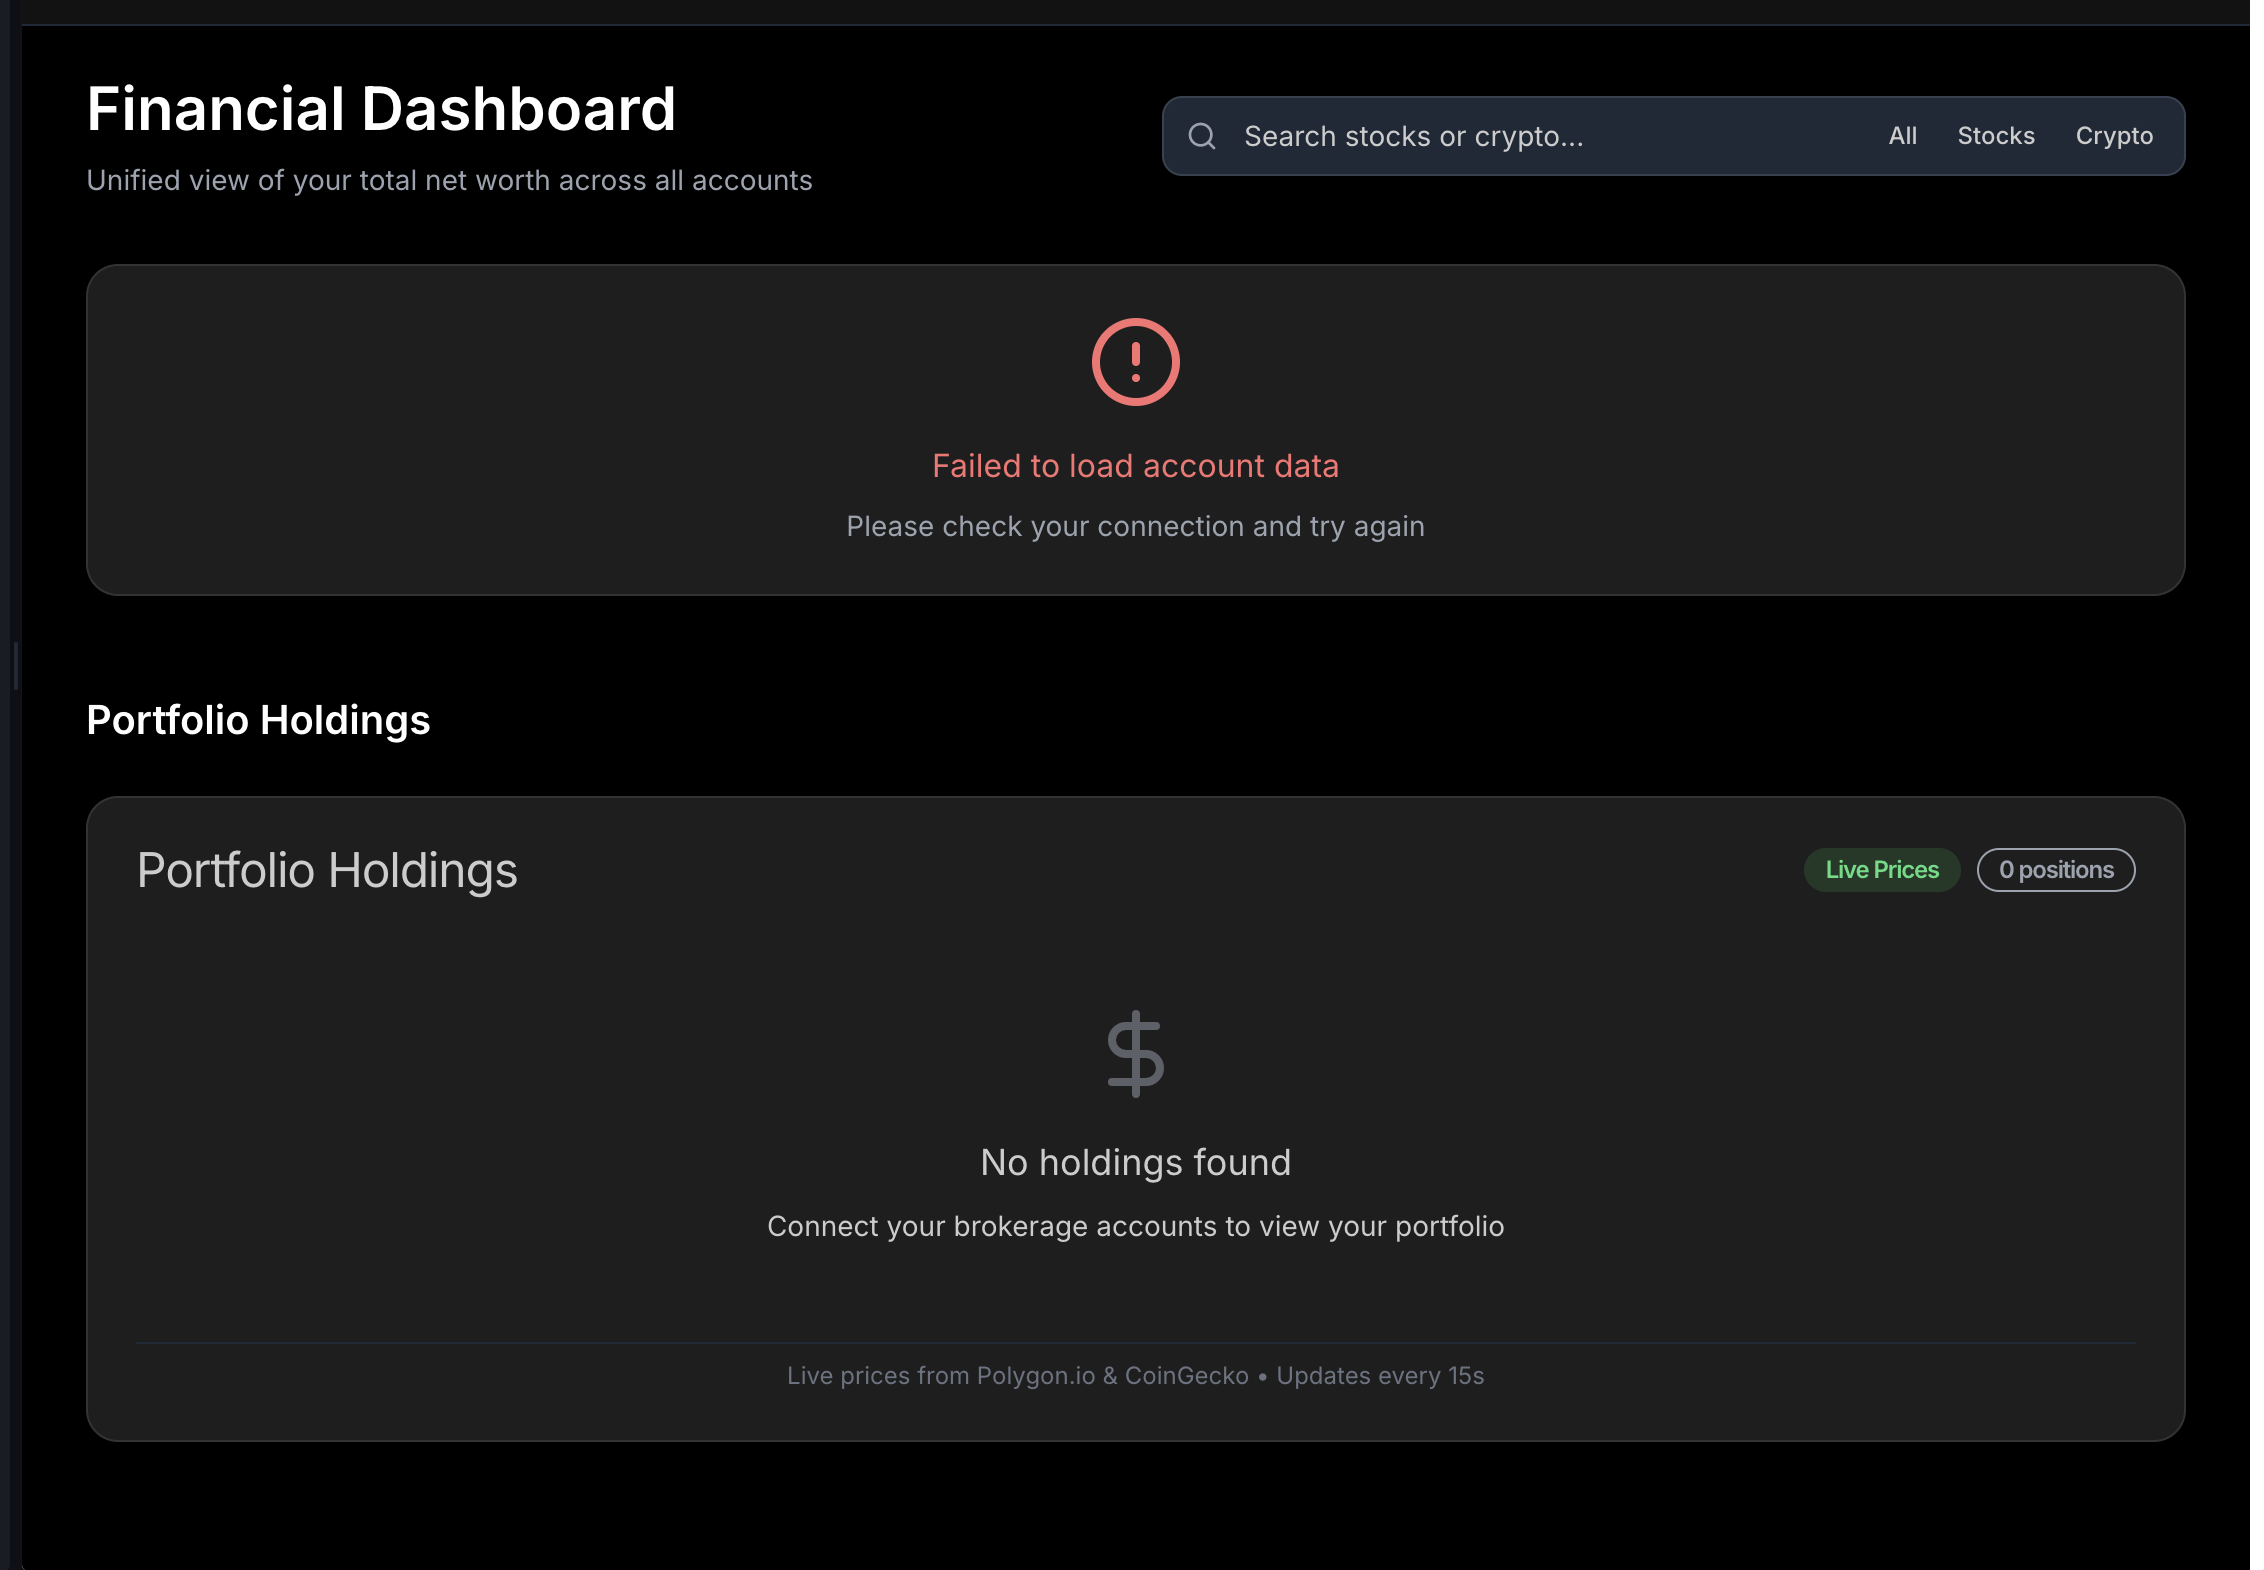 Financial Dashboard
Unified view of your total net worth across all accounts
Search stocks or crypto...
All Stocks Crypto
Failed to load account data
Please check your connection and try again
Portfolio Holdings
Portfolio Holdings
Live Prices
0 positions
No holdings found
Connect your brokerage accounts to view your portfolio
Live prices from Polygon.io & CoinGecko • Updates every 15s